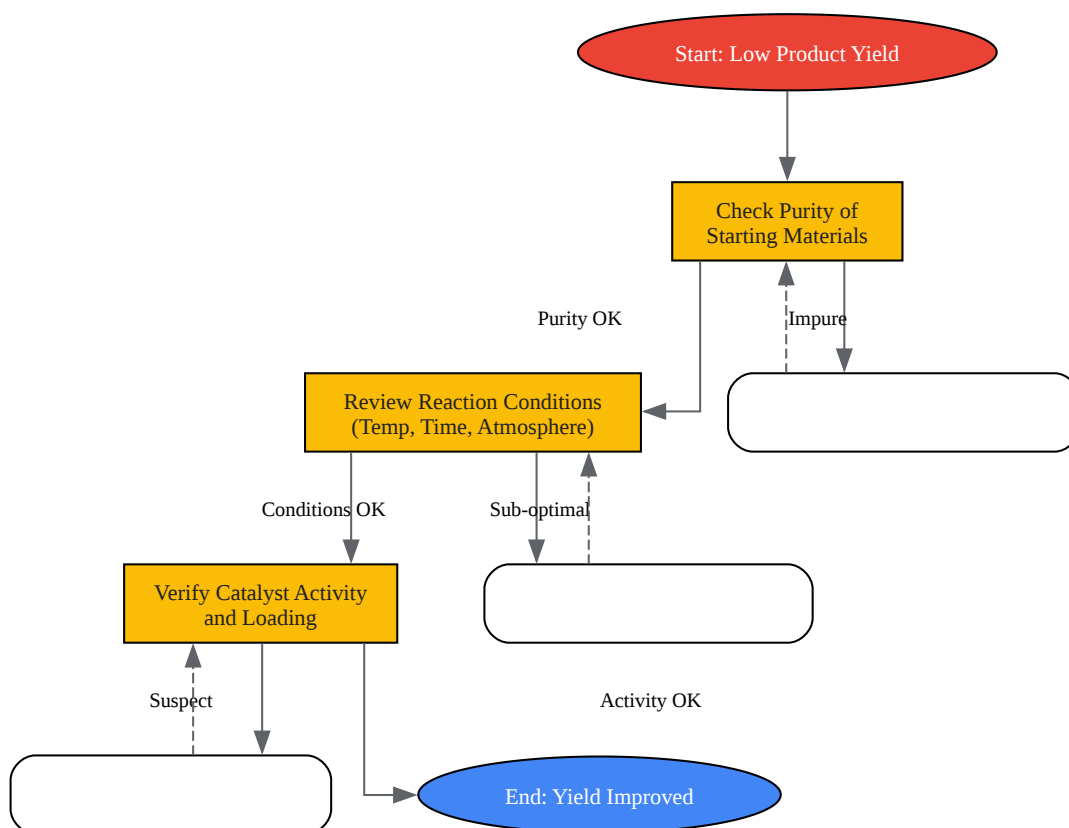 Start: Low Product Yield
Check Purity of
Starting Materials
Purity OK
Impure
Review Reaction Conditions
(Temp, Time, Atmosphere)
Conditions OK
Sub-optimal
Verify Catalyst Activity
and Loading
Suspect
Activity OK
End: Yield Improved